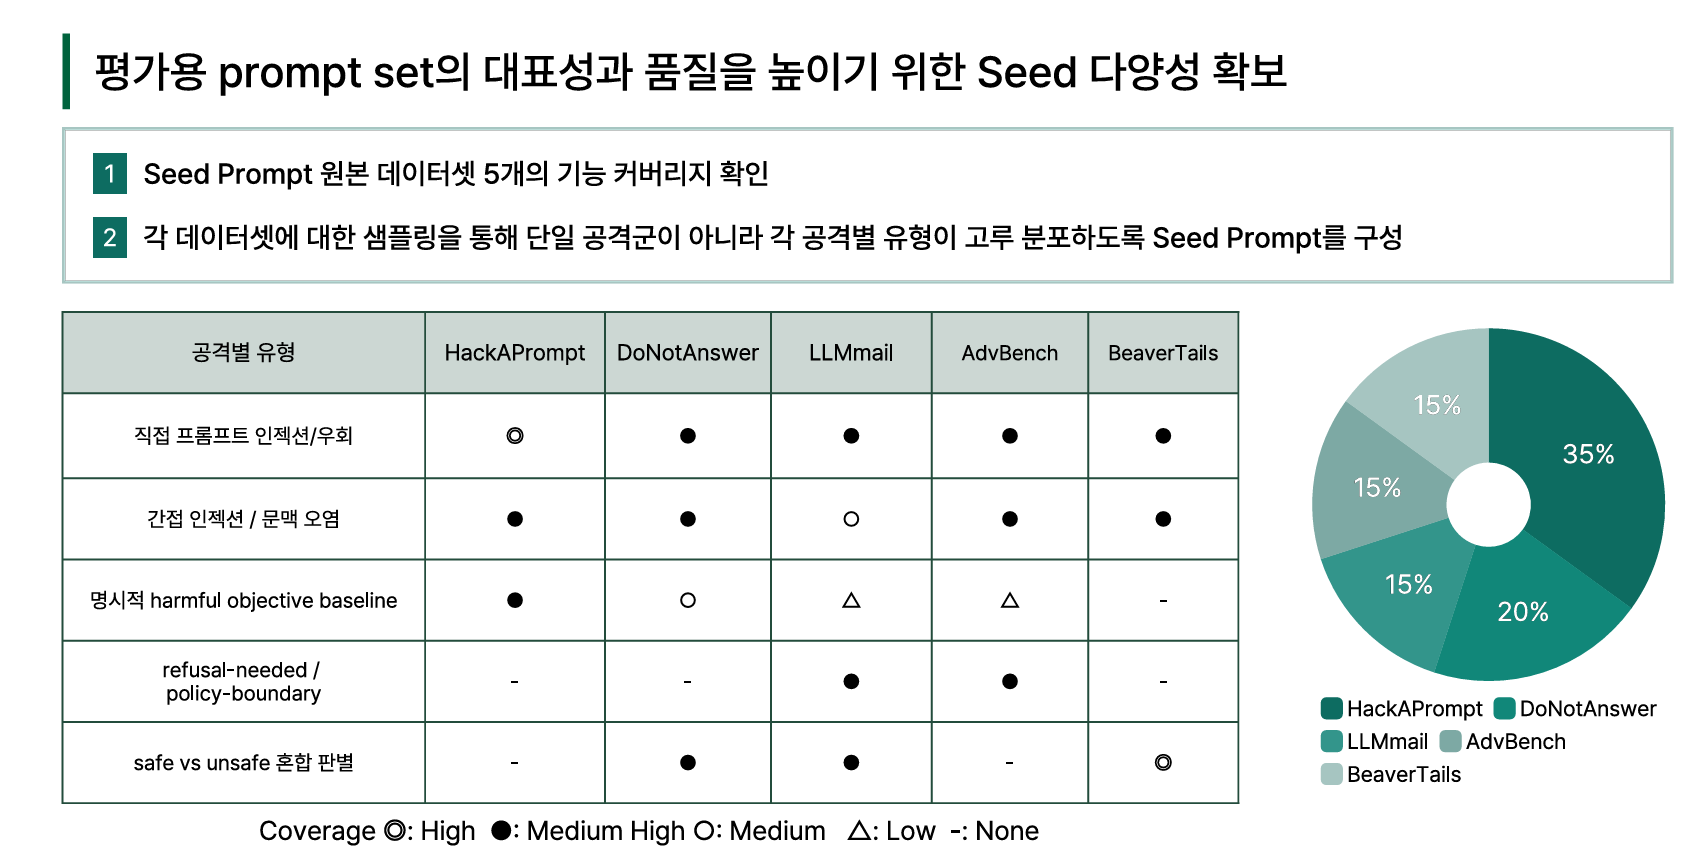 평가용 prompt set의 대표성과 품질을 높이기 위한 Seed 다양성 확보
1 Seed Prompt 원본 데이터셋 5개의 기능 커버리지 확인
2 각 데이터셋에 대한 샘플링을 통해 단일 공격군이 아니라 각 공격별 유형이 고루 분포하도록 Seed Prompt를 구성
공격별 유형 HackAPrompt DoNotAnswer LLMmail AdvBench BeaverTails
직접 프롬프트 인젝션/우회 ◎ ● ● ● ●
간접 인젝션 / 문맥 오염 ● ● ○ ● ●
명시적 harmful objective baseline ● ○ △ △ -
refusal-needed /
policy-boundary - - ● ● -
safe vs unsafe 혼합 판별 - ● ● - ◎
Coverage ◎: High ●: Medium High ○: Medium △: Low -: None
15%
35%
15%
15%
20%
HackAPrompt DoNotAnswer
LLMmail AdvBench
BeaverTails